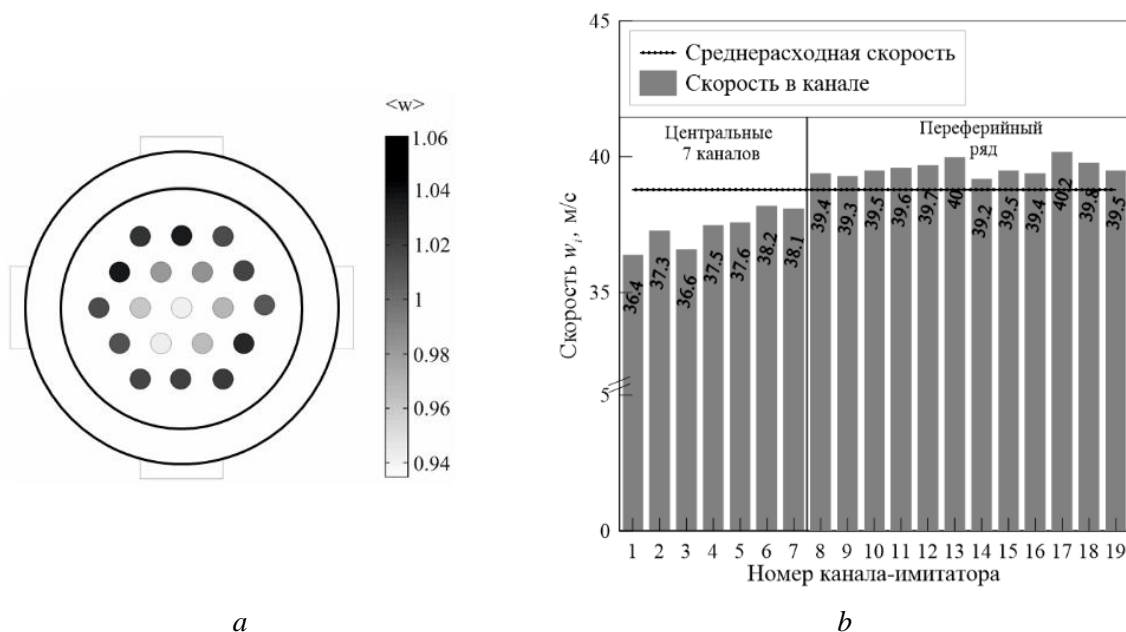 <w>
1.06
1.04
1.02
1
0.98
0.96
0.94
a
45
40
35
5
0
Скорость wᵢ, м/с
Среднерасходная скорость
Скорость в канале
Центральные
7 каналов
Переферийный
ряд
36.4 37.3 36.6 37.5 37.6 38.2 38.1 39.4 39.3 39.5 39.6 39.7 40 39.2 39.5 39.4 40.2 39.8 39.5
1 2 3 4 5 6 7 8 9 10 11 12 13 14 15 16 17 18 19
Номер канала-имитатора
b